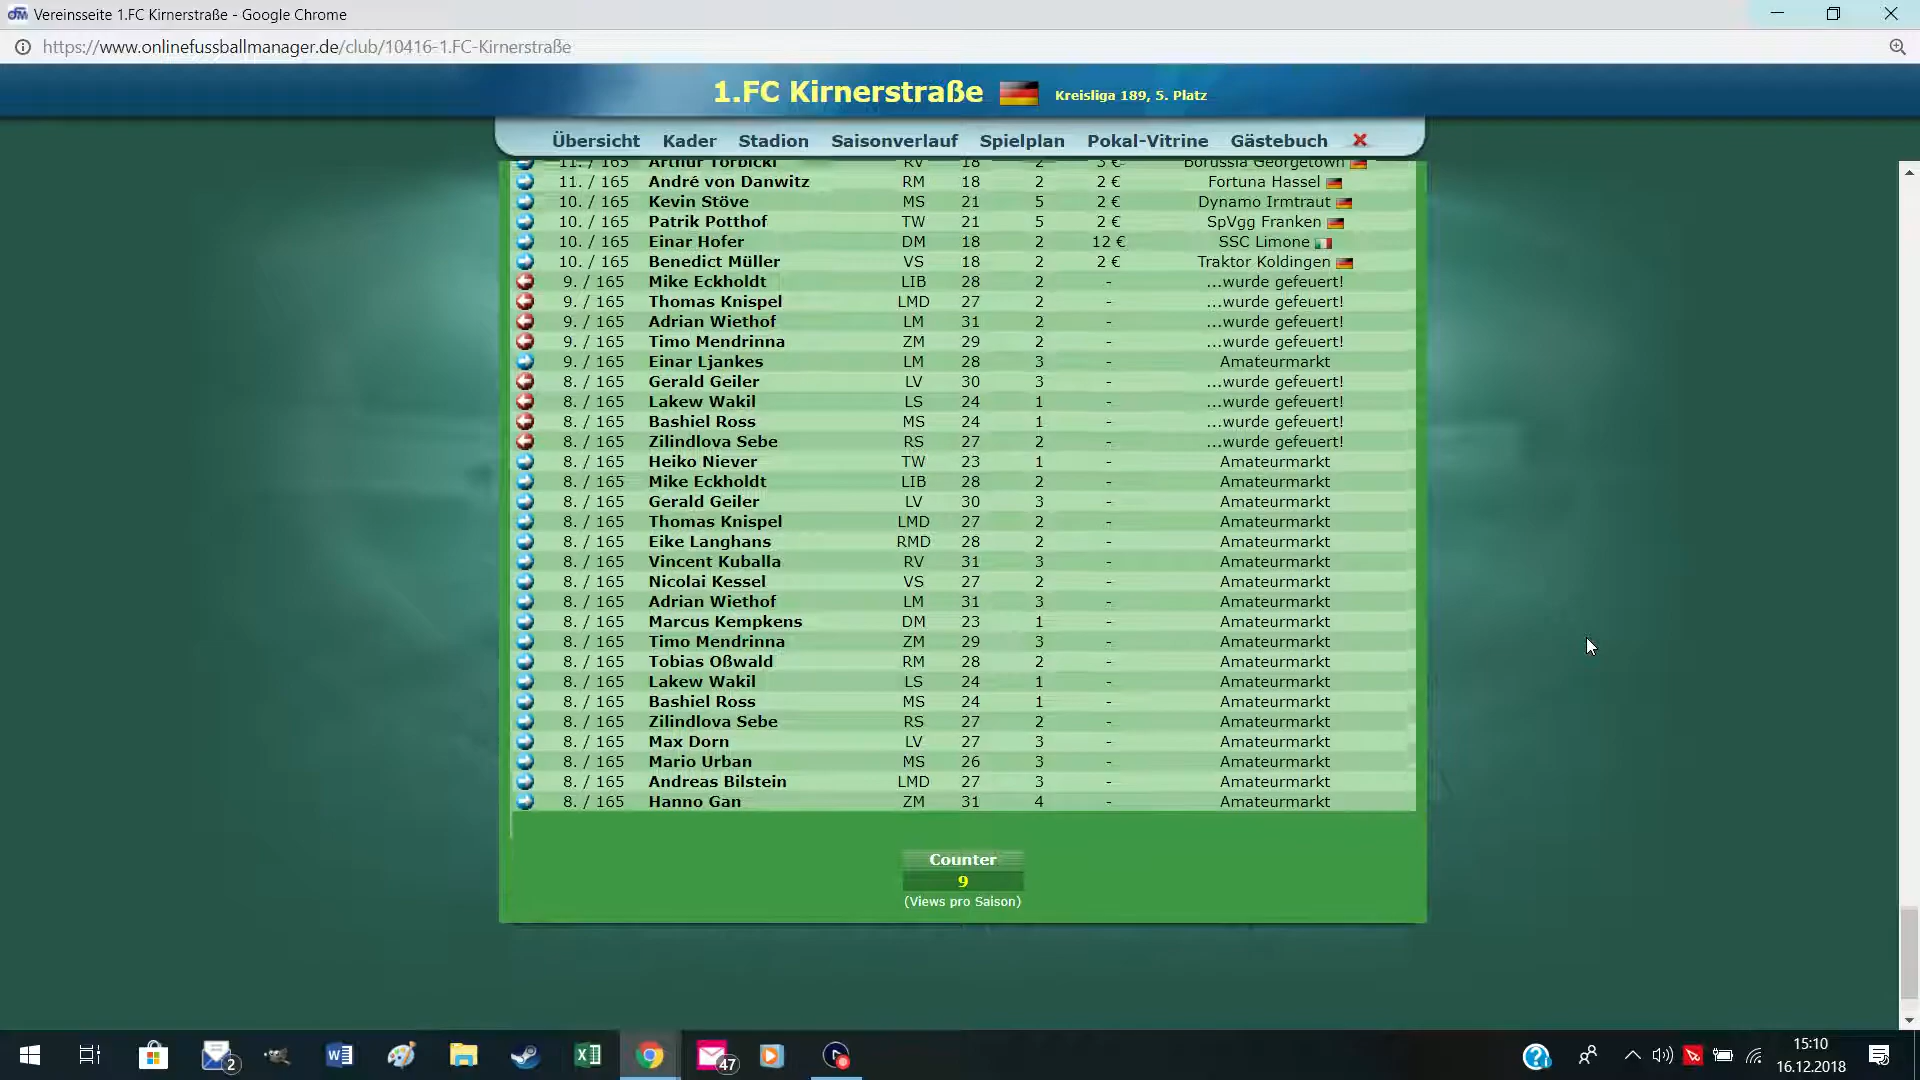 Vereinsseite 1.FC Kirnerstraße - Google Chrome
https://www.onlinefussballmanager.de/club/10416-1.FC-Kirnerstraße
1.FC Kirnerstraße Kreisliga 189, 5. Platz
Übersicht Kader Stadion Saisonverlauf Spielplan Pokal-Vitrine Gästebuch
11. / 165 Arthur Torbicki RV 18 2 3 € Borussia Georgetown
11. / 165 André von Danwitz RM 18 2 2 € Fortuna Hassel
10. / 165 Kevin Stöve MS 21 5 2 € Dynamo Irmtraut
10. / 165 Patrik Potthof TW 21 5 2 € SpVgg Franken
10. / 165 Einar Hofer DM 18 2 12 € SSC Limone
10. / 165 Benedict Müller VS 18 2 2 € Traktor Koldingen
9. / 165 Mike Eckholdt LIB 28 2 - ...wurde gefeuert!
9. / 165 Thomas Knispel LMD 27 2 - ...wurde gefeuert!
9. / 165 Adrian Wiethof LM 31 2 - ...wurde gefeuert!
9. / 165 Timo Mendrinna ZM 29 2 - ...wurde gefeuert!
9. / 165 Einar Ljankes LM 28 3 - Amateurmarkt
8. / 165 Gerald Geiler LV 30 3 - ...wurde gefeuert!
8. / 165 Lakew Wakil LS 24 1 - ...wurde gefeuert!
8. / 165 Bashiel Ross MS 24 1 - ...wurde gefeuert!
8. / 165 Zilindlova Sebe RS 27 2 - ...wurde gefeuert!
8. / 165 Heiko Niever TW 23 1 - Amateurmarkt
8. / 165 Mike Eckholdt LIB 28 2 - Amateurmarkt
8. / 165 Gerald Geiler LV 30 3 - Amateurmarkt
8. / 165 Thomas Knispel LMD 27 2 - Amateurmarkt
8. / 165 Eike Langhans RMD 28 2 - Amateurmarkt
8. / 165 Vincent Kuballa RV 31 3 - Amateurmarkt
8. / 165 Nicolai Kessel VS 27 2 - Amateurmarkt
8. / 165 Adrian Wiethof LM 31 3 - Amateurmarkt
8. / 165 Marcus Kempkens DM 23 1 - Amateurmarkt
8. / 165 Timo Mendrinna ZM 29 3 - Amateurmarkt
8. / 165 Tobias Oßwald RM 28 2 - Amateurmarkt
8. / 165 Lakew Wakil LS 24 1 - Amateurmarkt
8. / 165 Bashiel Ross MS 24 1 - Amateurmarkt
8. / 165 Zilindlova Sebe RS 27 2 - Amateurmarkt
8. / 165 Max Dorn LV 27 3 - Amateurmarkt
8. / 165 Mario Urban MS 26 3 - Amateurmarkt
8. / 165 Andreas Bilstein LMD 27 3 - Amateurmarkt
8. / 165 Hanno Gan ZM 31 4 - Amateurmarkt
Counter
9
(Views pro Saison)
2
47
15:10
16.12.2018